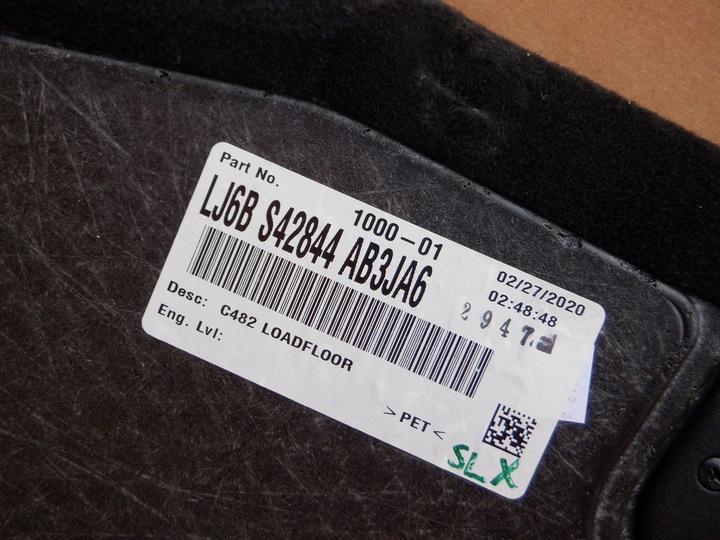 Part No.
1000-01
LJ6B S42844 AB3JA6
02/27/2020
02:48:48
2947
Desc: C482 LOADFLOOR
Eng. Lvl:
>PET<
SLX